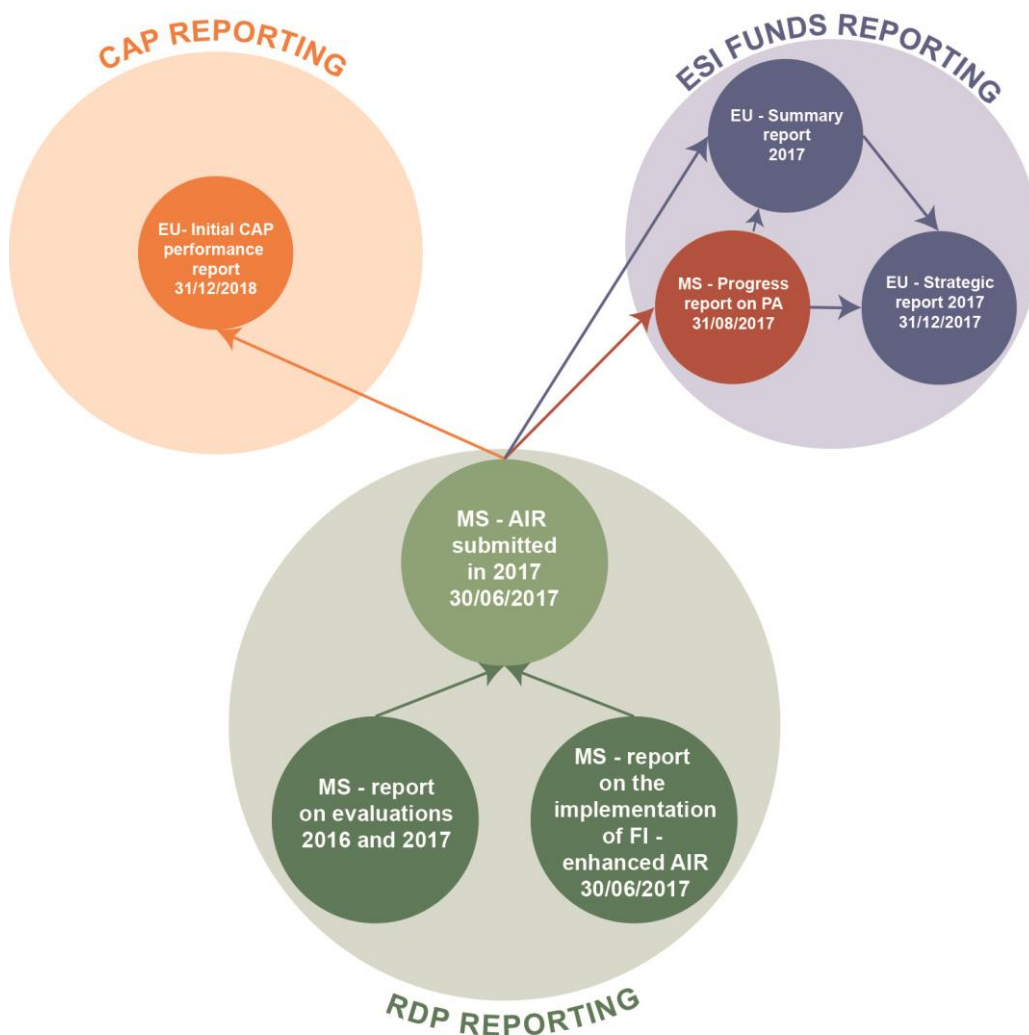 CAP REPORTING
EU- Initial CAP
performance
report
31/12/2018
ESI FUNDS REPORTING
EU - Summary
report
2017
MS - Progress
report on PA
31/08/2017
EU - Strategic
report 2017
31/12/2017
MS - AIR
submitted
in 2017
30/06/2017
MS - report
on evaluations
2016 and 2017
MS - report
on the
implementation
of FI -
enhanced AIR
30/06/2017
RDP REPORTING